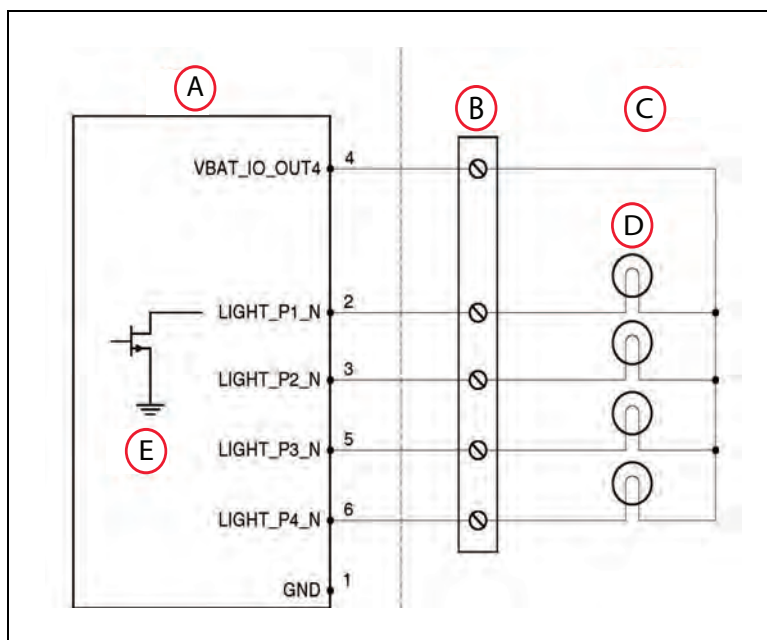 A
B
C
VBAT_IO_OUT4 4
D
LIGHT_P1_N 2
LIGHT_P2_N 3
LIGHT_P3_N 5
E
LIGHT_P4_N 6
GND 1